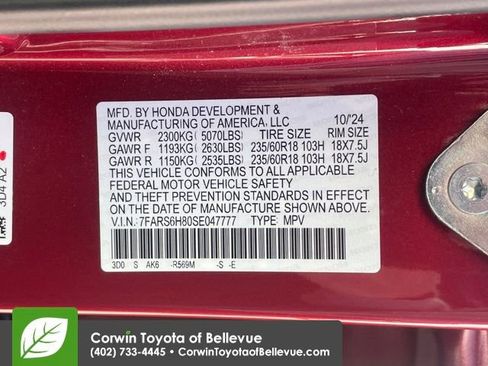 MFD. BY HONDA DEVELOPMENT &
MANUFACTURING OF AMERICA, LLC 10/'24
GVWR 2300KG (5070LBS) TIRE SIZE RIM SIZE
GAWR F 1193KG (2630LBS) 235/60R18 103H 18X7.5J
GAWR R 1150KG (2535LBS) 235/60R18 103H 18X7.5J
THIS VEHICLE CONFORMS TO ALL APPLICABLE
FEDERAL MOTOR VEHICLE SAFETY
AND THEFT PREVENTION STANDARDS IN EFFECT ON THE
DATE OF MANUFACTURE SHOWN ABOVE.
V.I.N.:7FARS6H80SE047777 TYPE: MPV
3D0 S AK6 -R569M -S -E
3D4 A2
Corwin Toyota of Bellevue
(402) 733-4445 • CorwinToyotaofBellevue.com